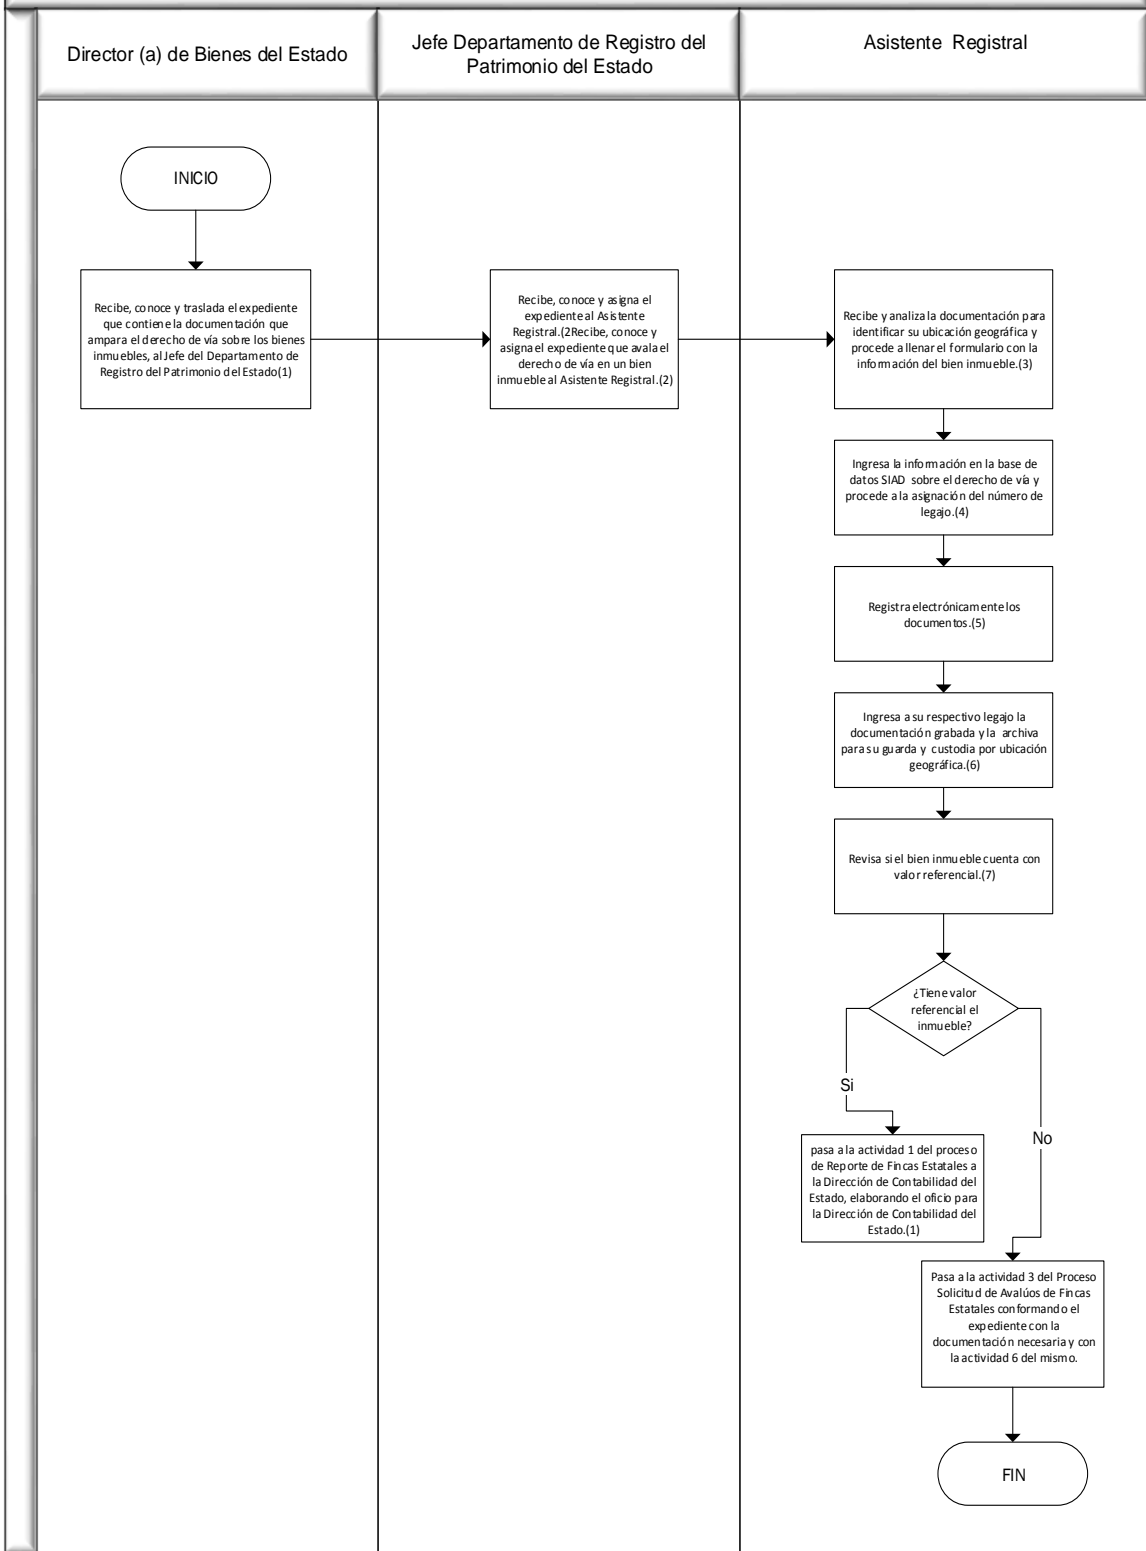 Director (a) de Bienes del Estado
Jefe Departamento de Registro del
Patrimonio del Estado
Asistente Registral
INICIO
Recibe, conoce y traslada el expediente
que contiene la documentación que
ampara el derecho de vía sobre los bienes
inmuebles, al Jefe del Departamento de
Registro del Patrimonio del Estado(1)
Recibe, conoce y asigna el
expediente al Asistente
Registral.(2Recibe, conoce y
asigna el expediente que avala el
derecho de vía en un bien
inmueble al Asistente Registral.(2)
Recibe y analiza la documentación para
identificar su ubicación geográfica y
procede a llenar el formulario con la
información del bien inmueble.(3)
Ingresa la información en la base de
datos SIAD sobre el derecho de vía y
procede a la asignación del número de
legajo.(4)
Registra electrónicamente los
documentos.(5)
Ingresa a su respectivo legajo la
documentación grabada y la archiva
para su guarda y custodia por ubicación
geográfica.(6)
Revisa si el bien inmueble cuenta con
valor referencial.(7)
¿Tiene valor
referencial el
inmueble?
Si
No
pasa a la actividad 1 del proceso
de Reporte de Fincas Estatales a
la Dirección de Contabilidad del
Estado, elaborando el oficio para
la Dirección de Contabilidad del
Estado.(1)
Pasa a la actividad 3 del Proceso
Solicitud de Avalúos de Fincas
Estatales conformando el
expediente con la
documentación necesaria y con
la actividad 6 del mismo.
FIN